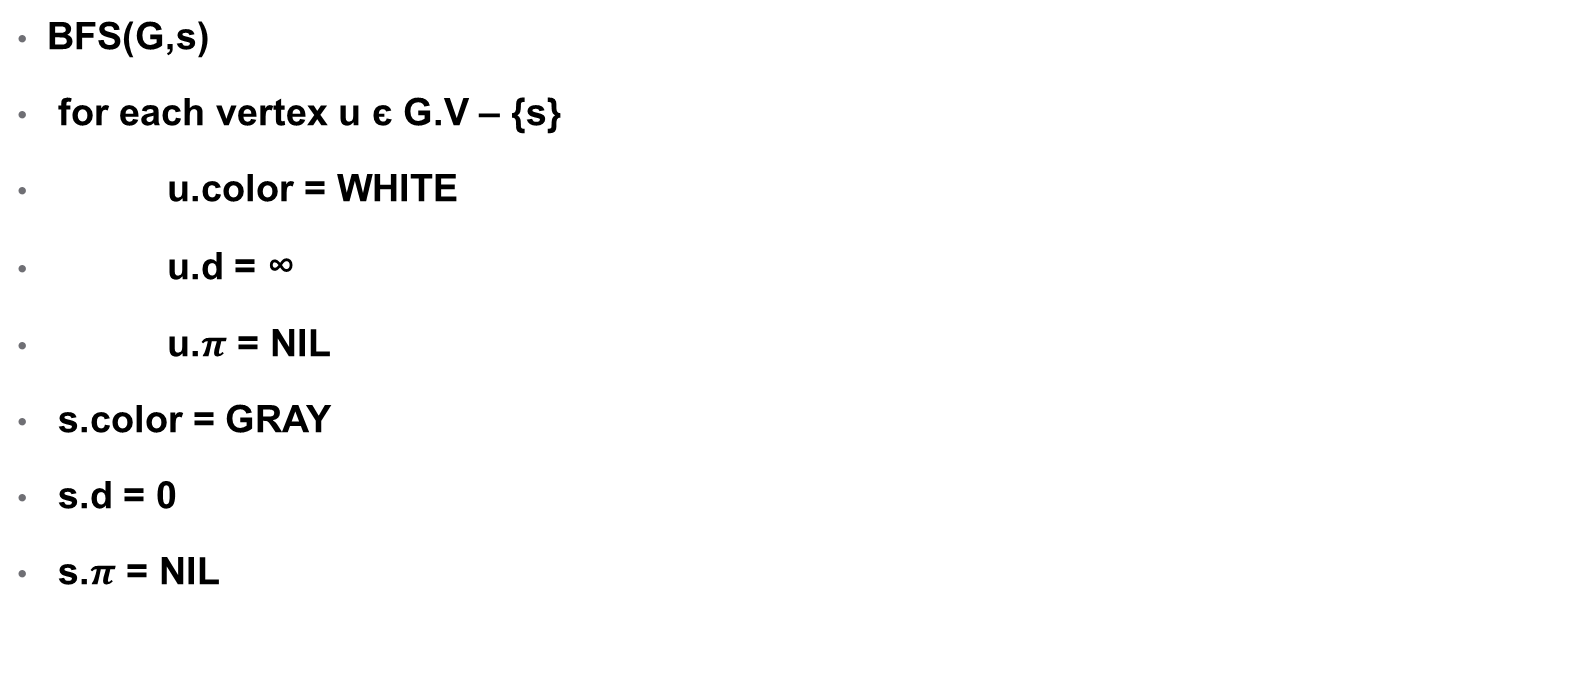 • BFS(G,s)
• for each vertex u є G.V – {s}
• u.color = WHITE
• u.d = ∞
• u.𝝅 = NIL
• s.color = GRAY
• s.d = 0
• s.𝝅 = NIL